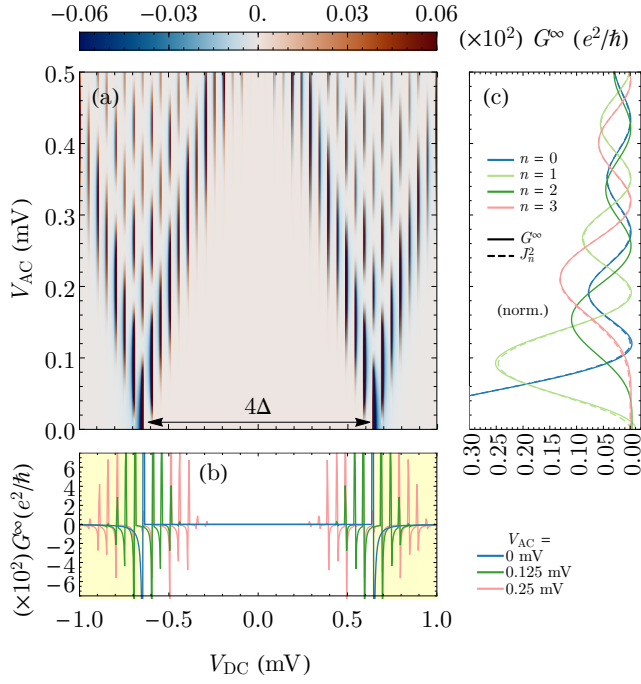 −0.06 −0.03 0. 0.03 0.06
(×10²) G^∞ (e²/ℏ)
(a)
(c)
0.5
0.4
0.3
0.2
0.1
0.0
V_AC (mV)
4Δ
n = 0
n = 1
n = 2
n = 3
G^∞
J_n^2
(norm.)
0.30 0.25 0.20 0.15 0.10 0.05 0.00
(b)
6
4
2
0
−2
−4
−6
(×10²) G^∞(e²/ℏ)
−1.0 −0.5 0.0 0.5 1.0
V_DC (mV)
V_AC =
0 mV
0.125 mV
0.25 mV